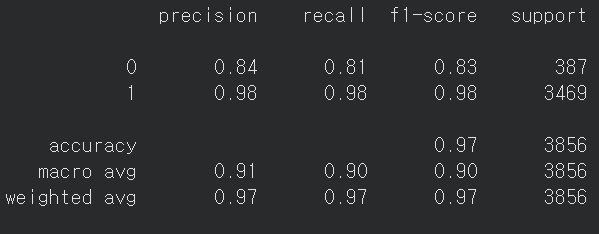 precision recall f1-score support
0 0.84 0.81 0.83 387
1 0.98 0.98 0.98 3469
accuracy 0.97 3856
macro avg 0.91 0.90 0.90 3856
weighted avg 0.97 0.97 0.97 3856